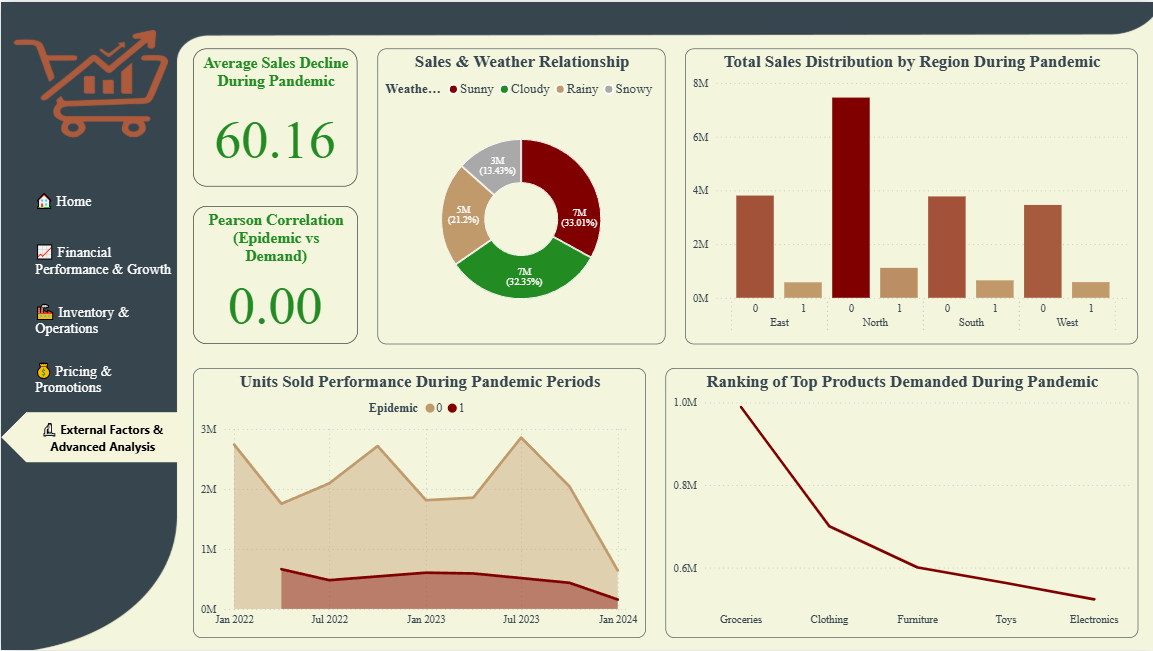 🏠 Home
📈 Financial
Performance & Growth
Inventory &
Operations
💰 Pricing &
Promotions
External Factors &
Advanced Analysis
Average Sales Decline
During Pandemic
60.16
Pearson Correlation
(Epidemic vs
Demand)
0.00
Sales & Weather Relationship
Weathe... Sunny Cloudy Rainy Snowy
3M
(13.43%)
7M
(33.01%)
5M
(21.2%)
7M
(32.35%)
Total Sales Distribution by Region During Pandemic
8M
6M
4M
2M
0M
0 1 0 1 0 1 0 1
East North South West
Units Sold Performance During Pandemic Periods
Epidemic 0 1
3M
2M
1M
0M
Jan 2022 Jul 2022 Jan 2023 Jul 2023 Jan 2024
Ranking of Top Products Demanded During Pandemic
1.0M
0.8M
0.6M
Groceries Clothing Furniture Toys Electronics